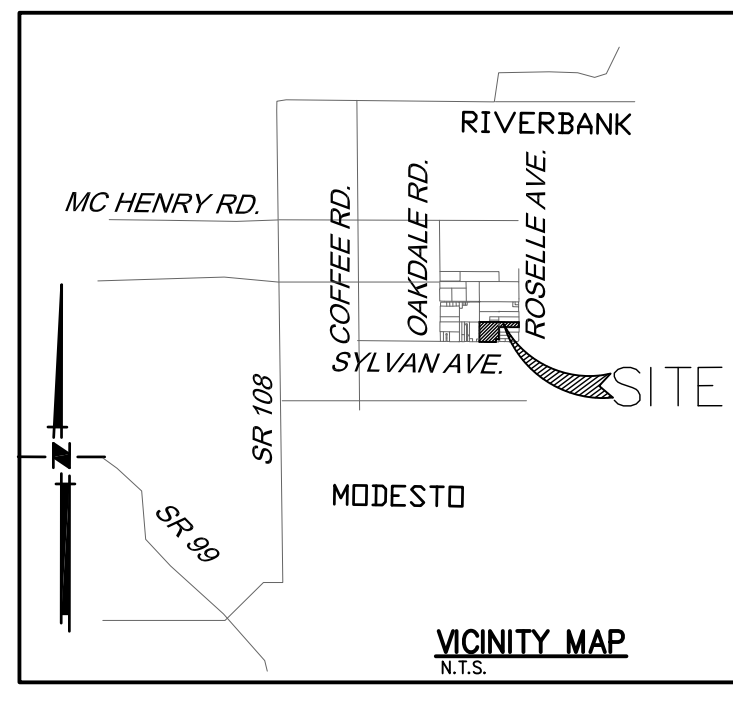 RIVERBANK
MC HENRY RD.
COFFEE RD.
OAKDALE RD.
ROSELLE AVE.
SYLVAN AVE.
SITE
SR 108
N
MODESTO
SR 99
VICINITY MAP
N.T.S.